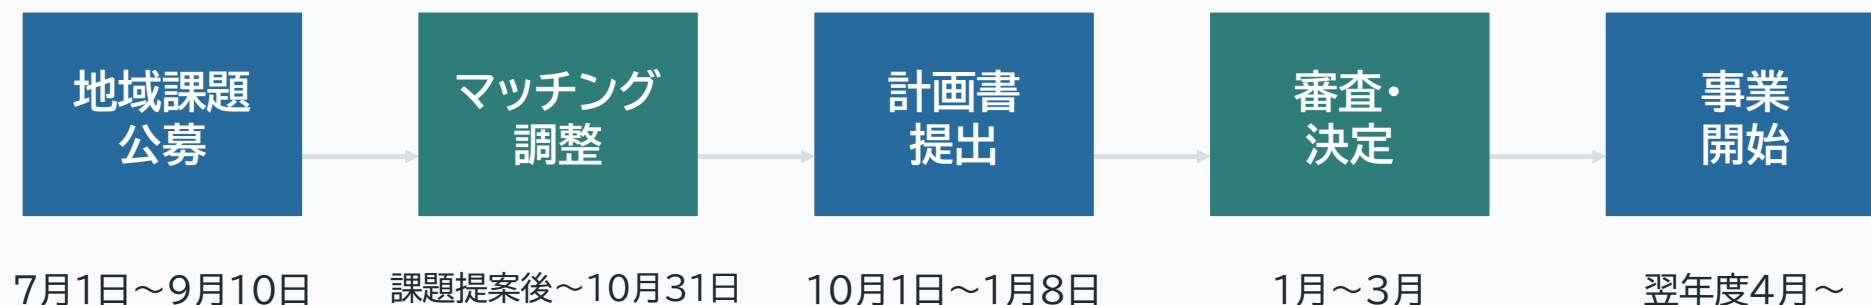 地域課題
公募
マッチング
調整
計画書
提出
審査・
決定
事業
開始
7月1日～9月10日
課題提案後～10月31日
10月1日～1月8日
1月～3月
翌年度4月～